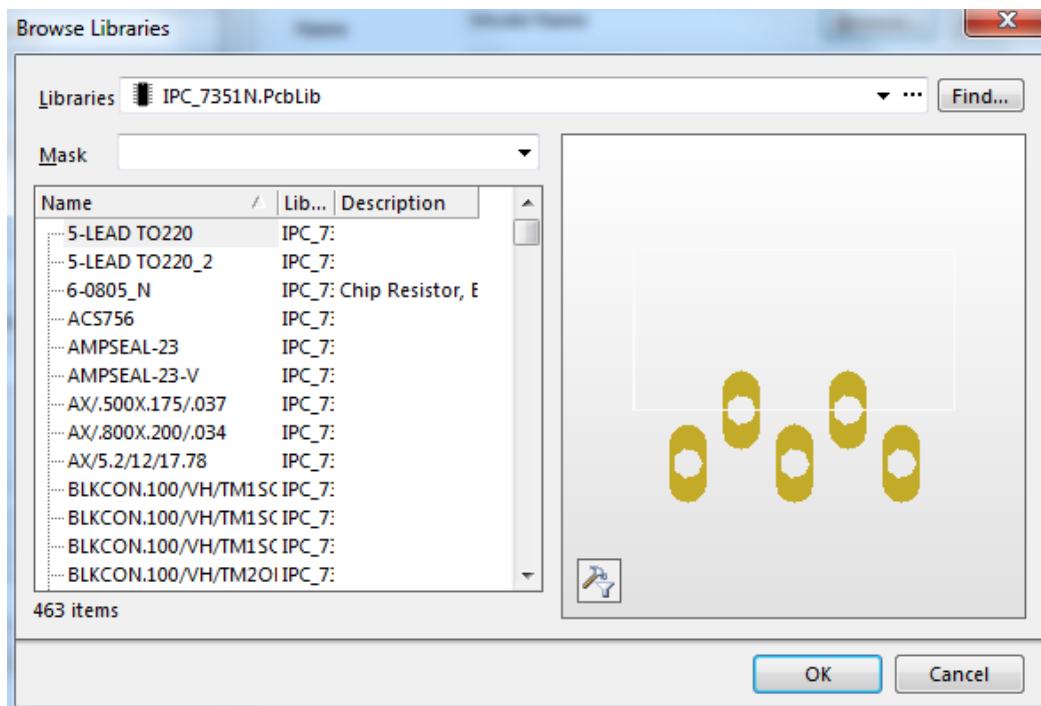 Browse Libraries
Libraries IPC_7351N.PcbLib ... Find...
Mask
Name Lib... Description
5-LEAD TO220 IPC_73
5-LEAD TO220_2 IPC_73
6-0805_N IPC_73 Chip Resistor, E
ACS756 IPC_73
AMPSEAL-23 IPC_73
AMPSEAL-23-V IPC_73
AX/.500X.175/.037 IPC_73
AX/.800X.200/.034 IPC_73
AX/5.2/12/17.78 IPC_73
BLKCON.100/VH/TM1SC IPC_73
BLKCON.100/VH/TM1SC IPC_73
BLKCON.100/VH/TM1SC IPC_73
BLKCON.100/VH/TM2OI IPC_73
463 items
OK Cancel